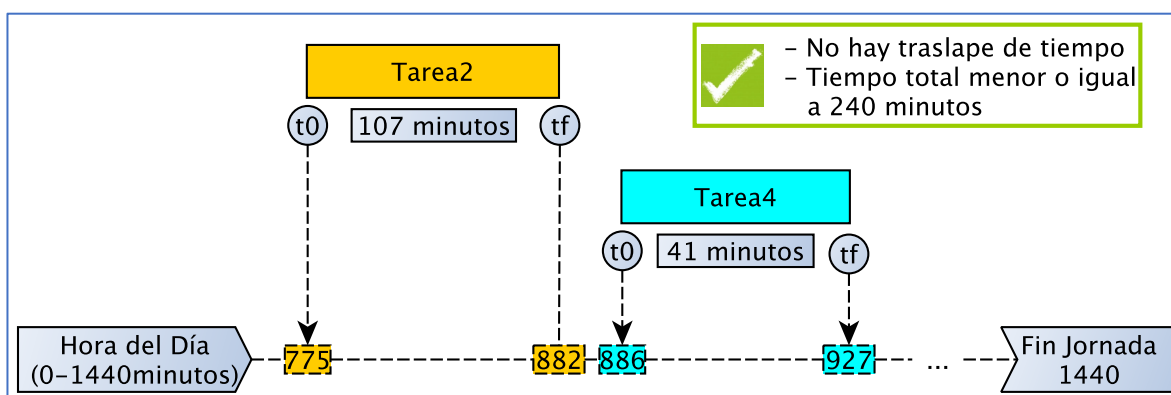 Tarea2
– No hay traslape de tiempo
– Tiempo total menor o igual
a 240 minutos
t0
107 minutos
tf
Tarea4
t0
41 minutos
tf
Hora del Día
(0–1440minutos)
775
882
886
927
...
Fin Jornada
1440